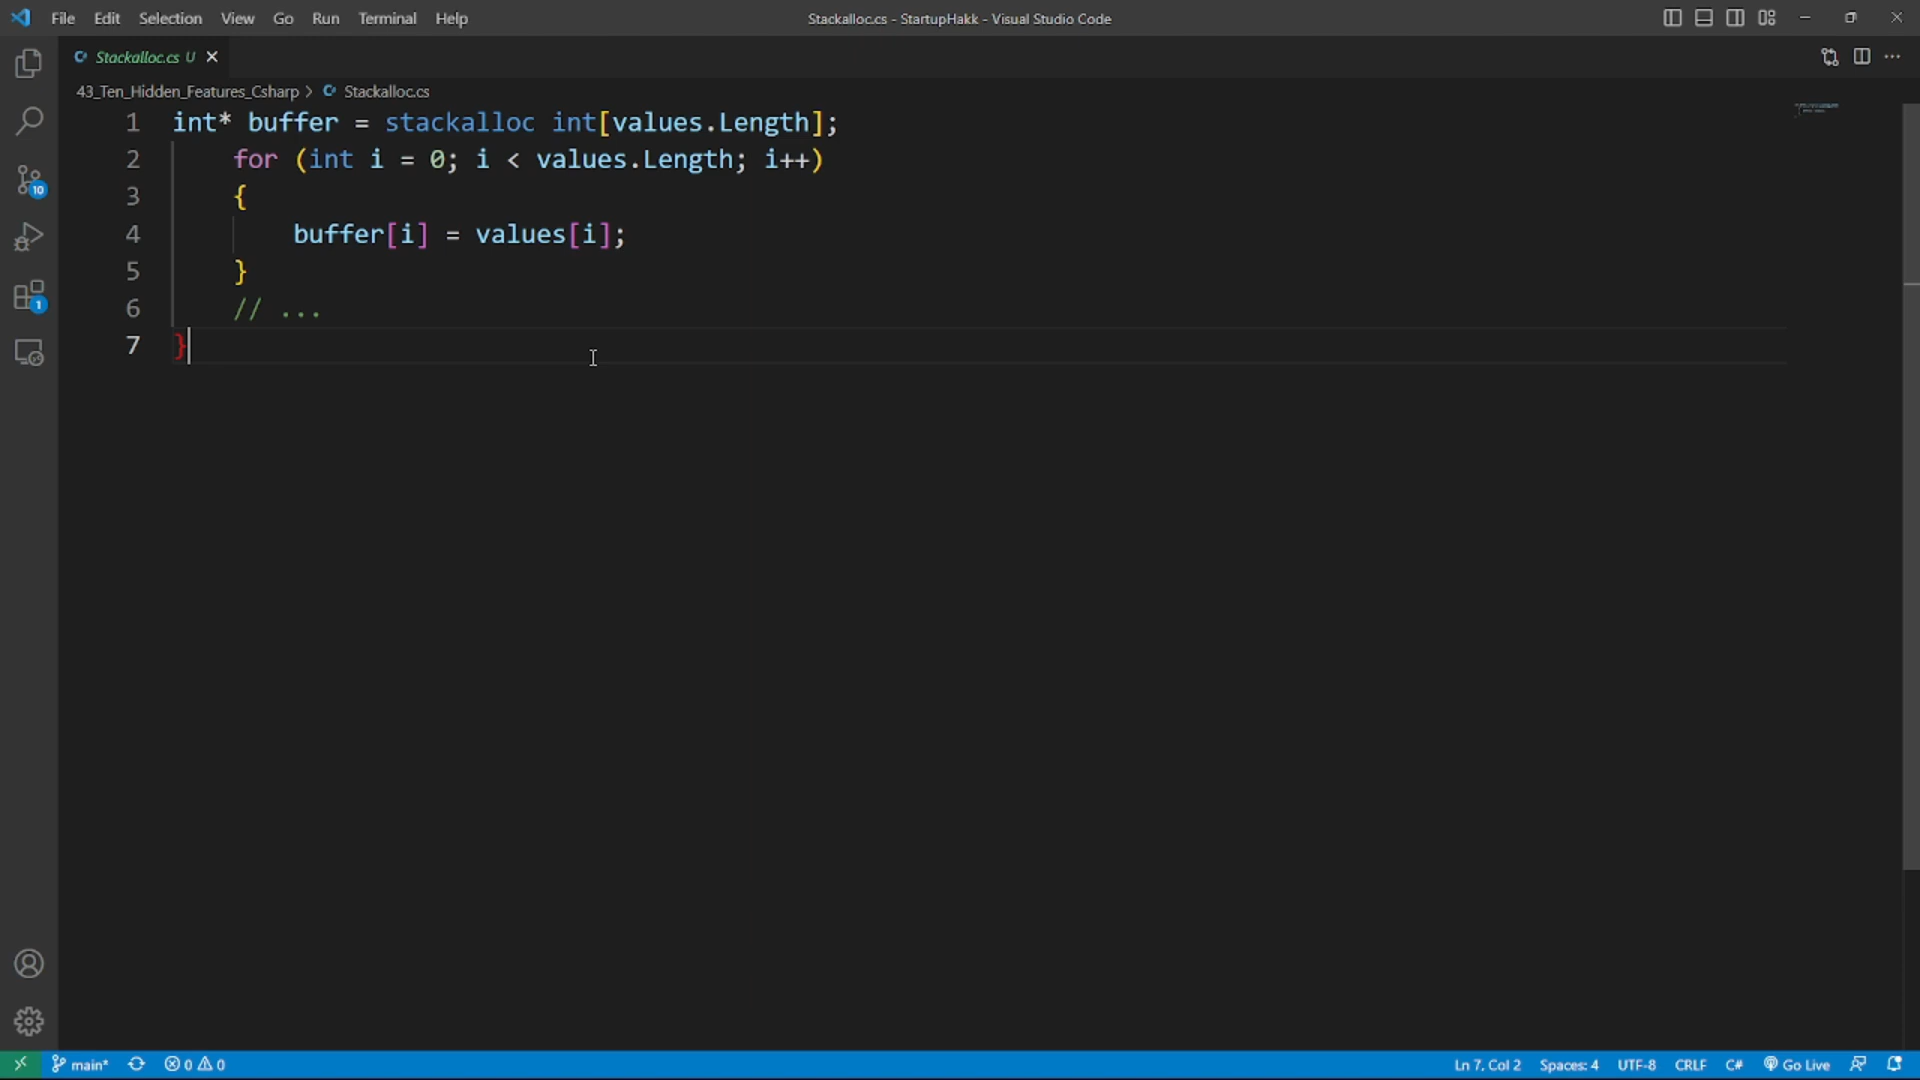 File Edit Selection View Go Run Terminal Help
Stackalloc.cs - StartupHakk - Visual Studio Code
Stackalloc.cs U
43_Ten_Hidden_Features_Csharp > Stackalloc.cs
1 int* buffer = stackalloc int[values.Length];
2 for (int i = 0; i < values.Length; i++)
3 {
4 buffer[i] = values[i];
5 }
6 // ...
7 }
10
1
main* 0 0
Ln 7, Col 2 Spaces: 4 UTF-8 CRLF C# Go Live